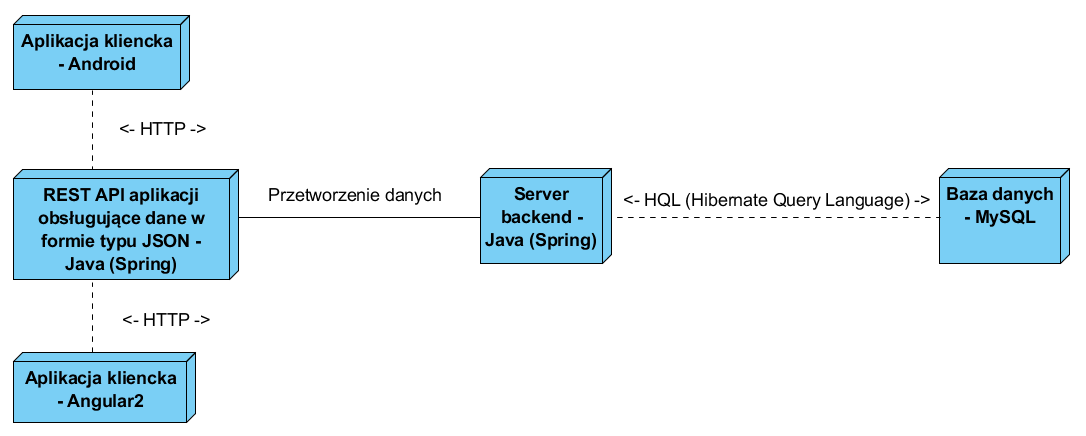 Aplikacja kliencka
- Android
<- HTTP ->
REST API aplikacji
obsługujące dane w
formie typu JSON -
Java (Spring)
Przetworzenie danych
Server
backend -
Java (Spring)
<- HQL (Hibernate Query Language) ->
Baza danych
- MySQL
<- HTTP ->
Aplikacja kliencka
- Angular2